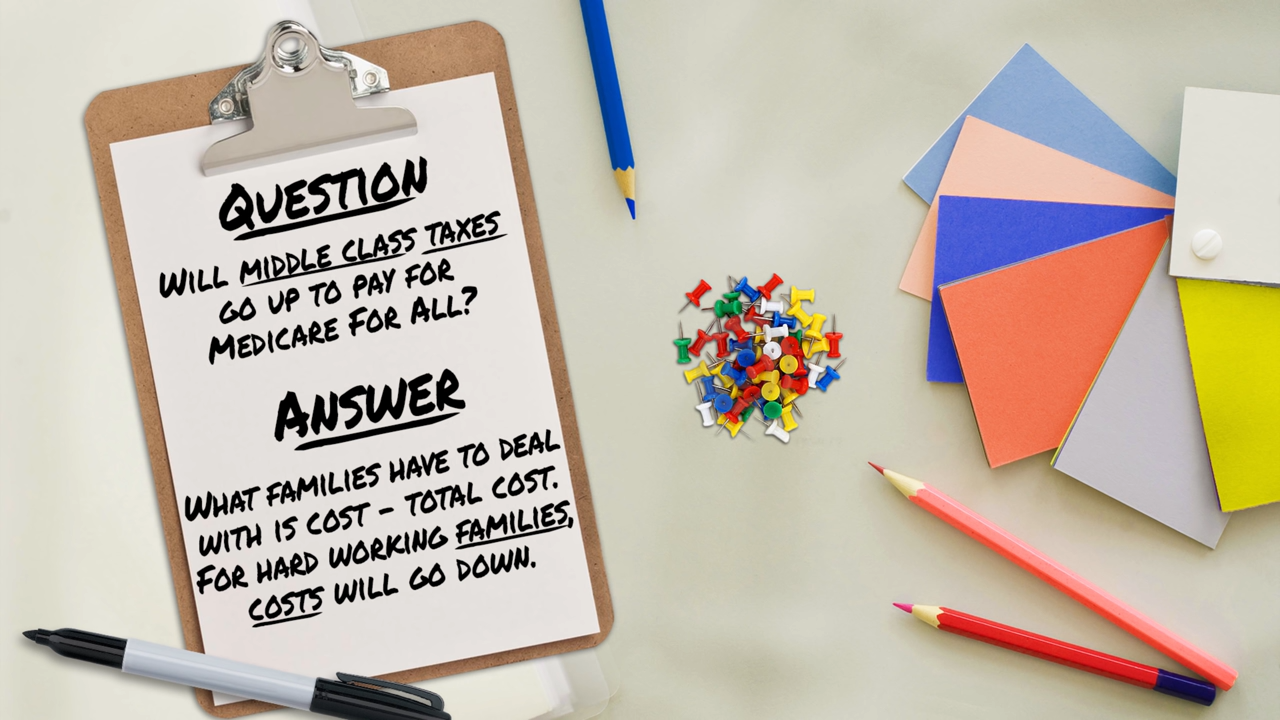 QUESTION
WILL MIDDLE CLASS TAXES
GO UP TO PAY FOR
MEDICARE FOR ALL?
ANSWER
WHAT FAMILIES HAVE TO DEAL
WITH IS COST – TOTAL COST.
FOR HARD WORKING FAMILIES,
COSTS WILL GO DOWN.